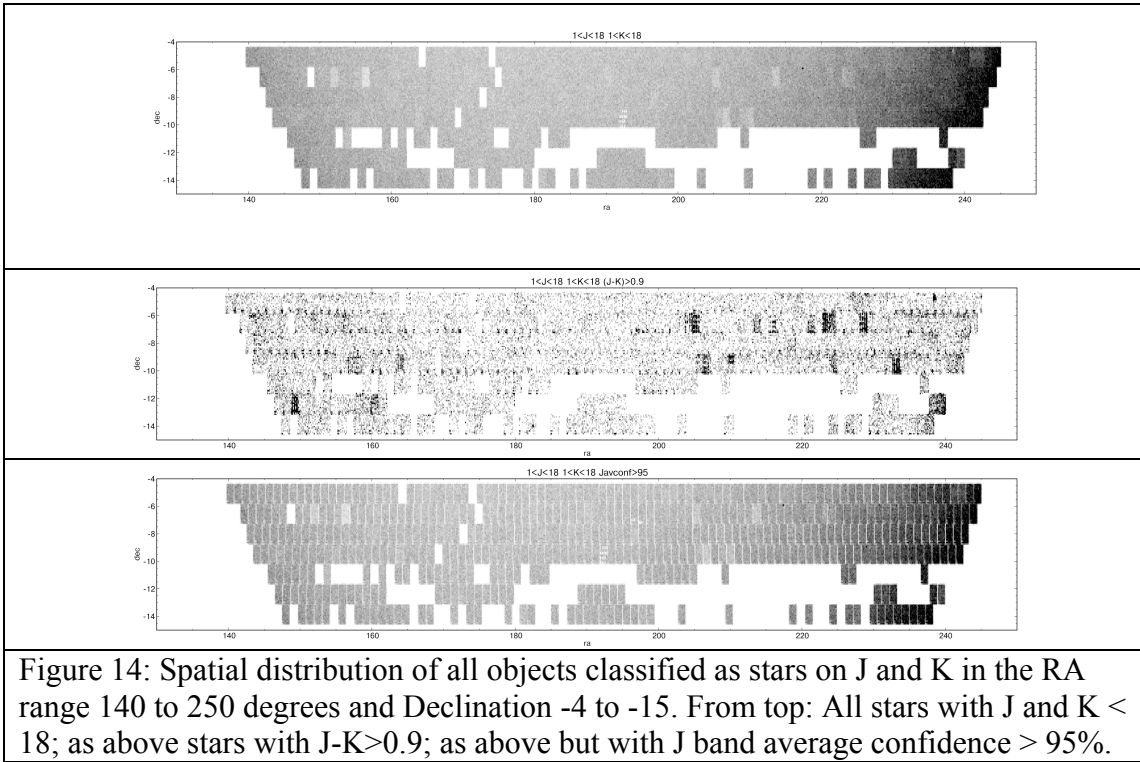 1<J<18 1<K<18
-4
-6
-8
-10
-12
-14
dec
140 160 180 200 220 240
ra
1<J<18 1<K<18 (J-K)>0.9
-4
-6
-8
-10
-12
-14
dec
140 160 180 200 220 240
ra
1<J<18 1<K<18 Javconf>95
-4
-6
-8
-10
-12
-14
dec
140 160 180 200 220 240
ra
Figure 14: Spatial distribution of all objects classified as stars on J and K in the RA
range 140 to 250 degrees and Declination -4 to -15. From top: All stars with J and K <
18; as above stars with J-K>0.9; as above but with J band average confidence > 95%.